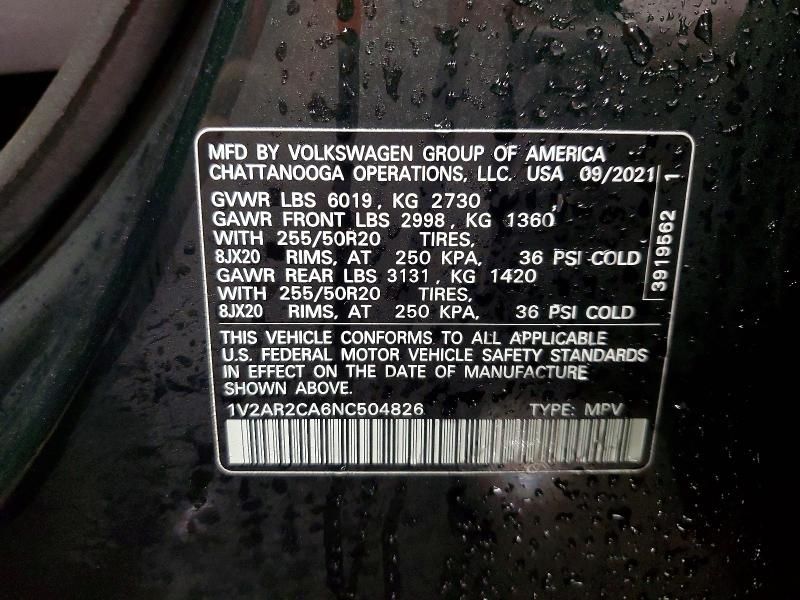 MFD BY VOLKSWAGEN GROUP OF AMERICA
CHATTANOOGA OPERATIONS, LLC. USA 09/2021 1
GVWR LBS 6019, KG 2730
GAWR FRONT LBS 2998, KG 1360
WITH 255/50R20 TIRES,
8JX20 RIMS, AT 250 KPA, 36 PSI COLD
GAWR REAR LBS 3131, KG 1420
WITH 255/50R20 TIRES,
8JX20 RIMS, AT 250 KPA, 36 PSI COLD
3919562
THIS VEHICLE CONFORMS TO ALL APPLICABLE
U.S. FEDERAL MOTOR VEHICLE SAFETY STANDARDS
IN EFFECT ON THE DATE OF MANUFACTURE
SHOWN ABOVE.
1V2AR2CA6NC504826 TYPE: MPV